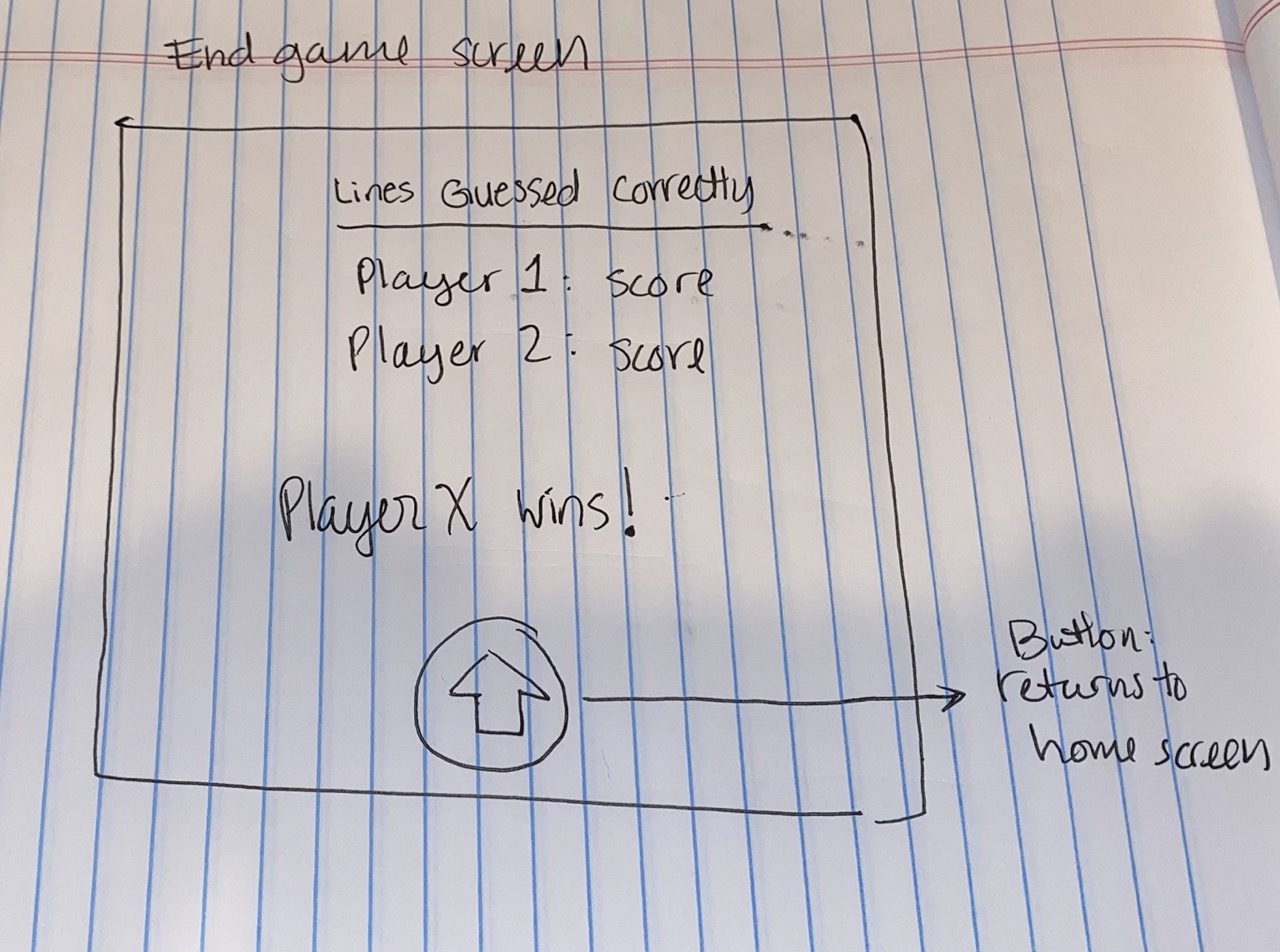 End game screen
Lines Guessed Correctly
Player 1: score
Player 2: score
Player X wins!
Button:
returns to
home screen